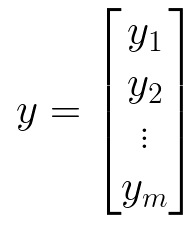 y = [
y₁
y₂
⋮
yₘ
]